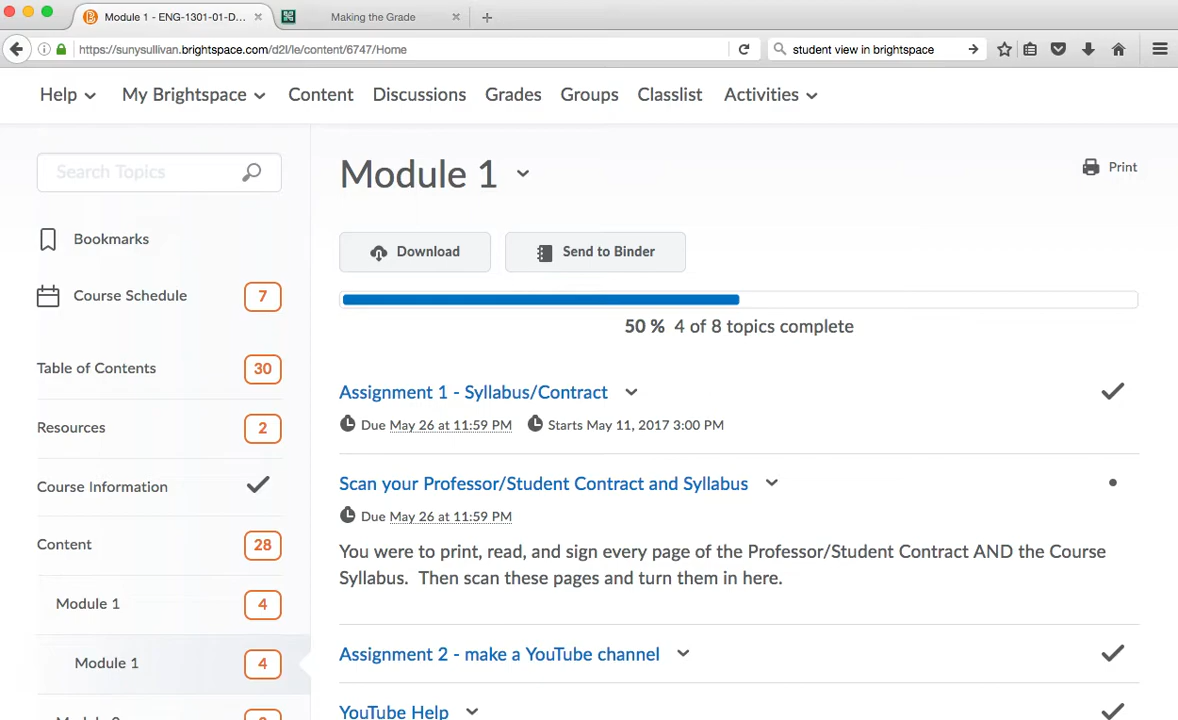 Module 1 - ENG-1301-01-D...
Making the Grade
https://sunysullivan.brightspace.com/d2l/le/content/6747/Home
student view in brightspace
Help My Brightspace Content Discussions Grades Groups Classlist Activities
Search Topics
Bookmarks
Course Schedule 7
Table of Contents 30
Resources 2
Course Information
Content 28
Module 1 4
Module 1 4
Module 1
Print
Download
Send to Binder
50 % 4 of 8 topics complete
Assignment 1 - Syllabus/Contract
Due May 26 at 11:59 PM Starts May 11, 2017 3:00 PM
Scan your Professor/Student Contract and Syllabus
Due May 26 at 11:59 PM
You were to print, read, and sign every page of the Professor/Student Contract AND the Course
Syllabus. Then scan these pages and turn them in here.
Assignment 2 - make a YouTube channel
YouTube Help